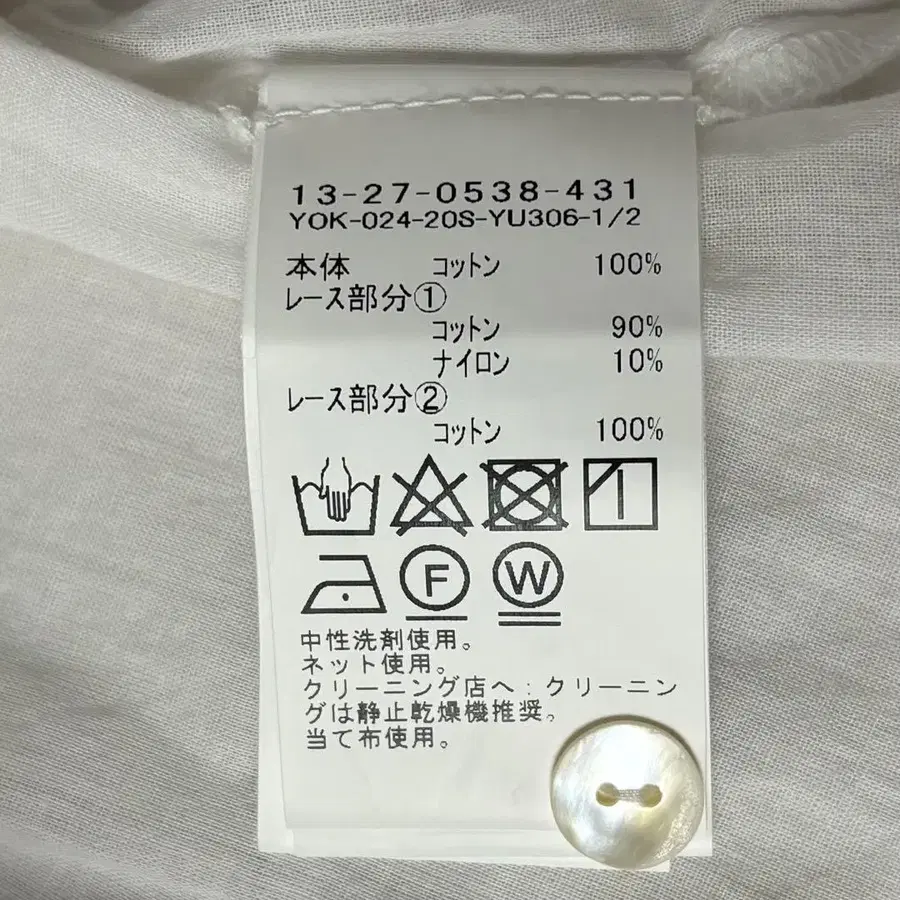 13-27-0538-431
YOK-024-20S-YU306-1/2
本体 コットン 100%
レース部分①
コットン 90%
ナイロン 10%
レース部分②
コットン 100%
F W
中性洗剤使用。
ネット使用。
クリーニング店へ:クリーニン
グは静止乾燥機推奨。
当て布使用。